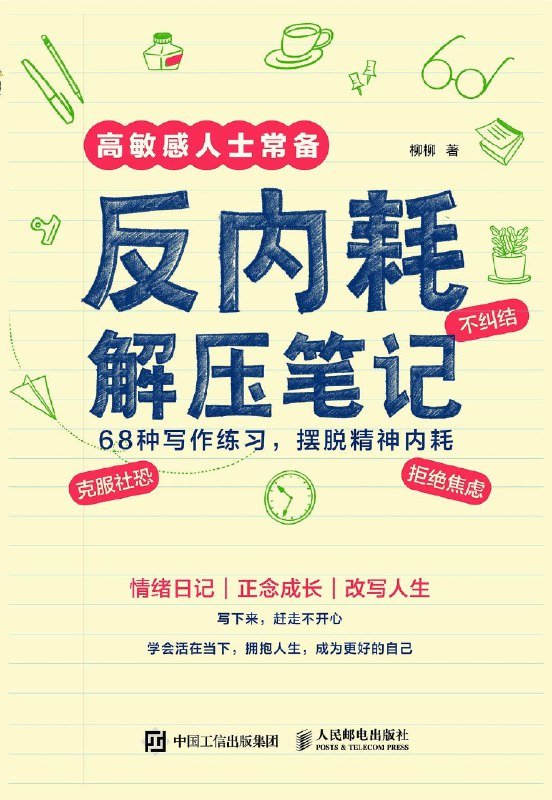 高敏感人士常备
柳柳 著
反内耗
不纠结
解压笔记
68种写作练习，摆脱精神内耗
克服社恐
拒绝焦虑
情绪日记|正念成长|改写人生
写下来，赶走不开心
学会活在当下，拥抱人生，成为更好的自己
中国工信出版集团
人民邮电出版社
POSTS & TELECOM PRESS